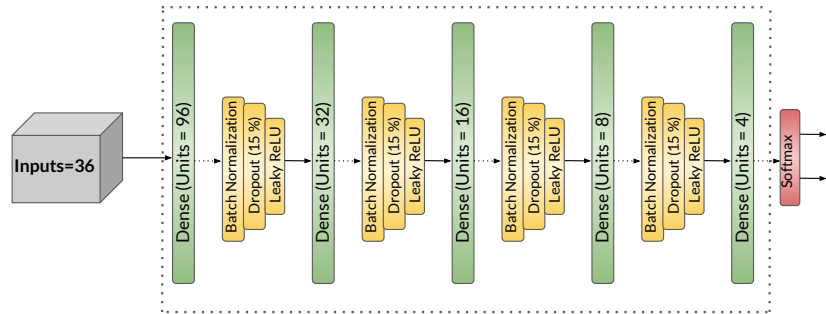 Inputs=36
Dense (Units = 96)
Batch Normalization
Dropout (15 %)
Leaky ReLU
Dense (Units = 32)
Batch Normalization
Dropout (15 %)
Leaky ReLU
Dense (Units = 16)
Batch Normalization
Dropout (15 %)
Leaky ReLU
Dense (Units = 8)
Batch Normalization
Dropout (15 %)
Leaky ReLU
Dense (Units = 4)
Softmax